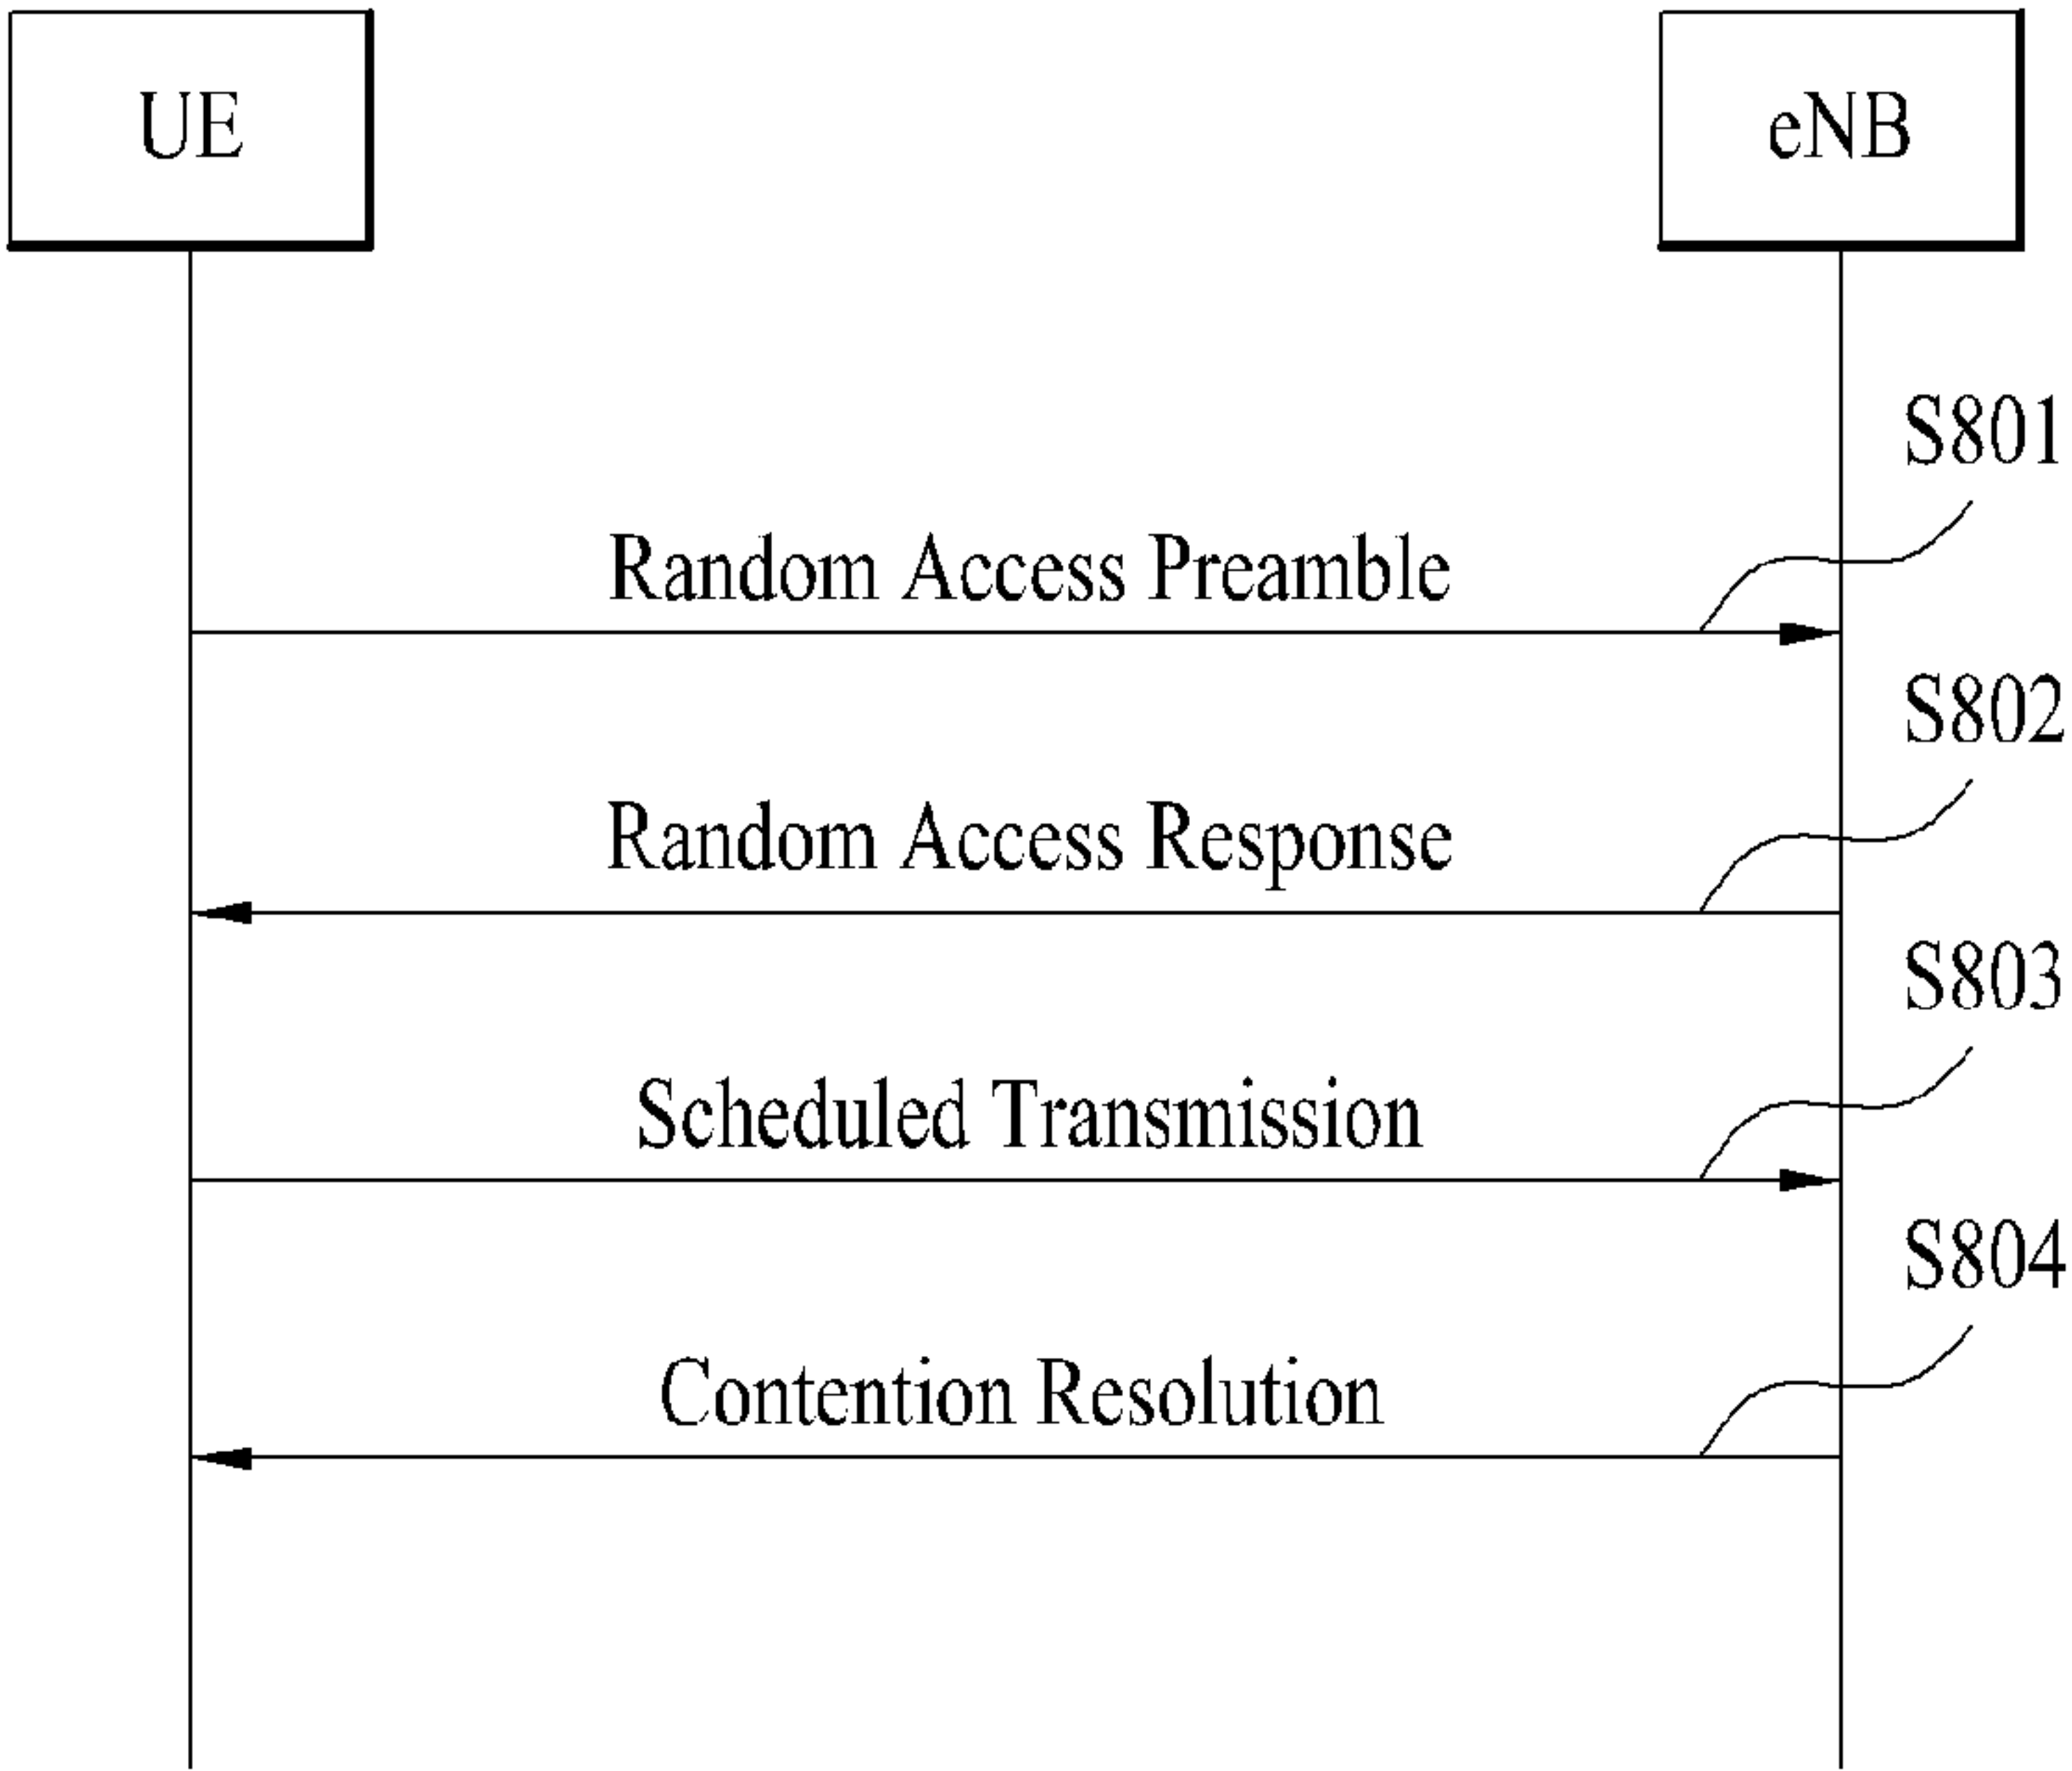 UE
eNB
S801
Random Access Preamble
S802
Random Access Response
S803
Scheduled Transmission
S804
Contention Resolution